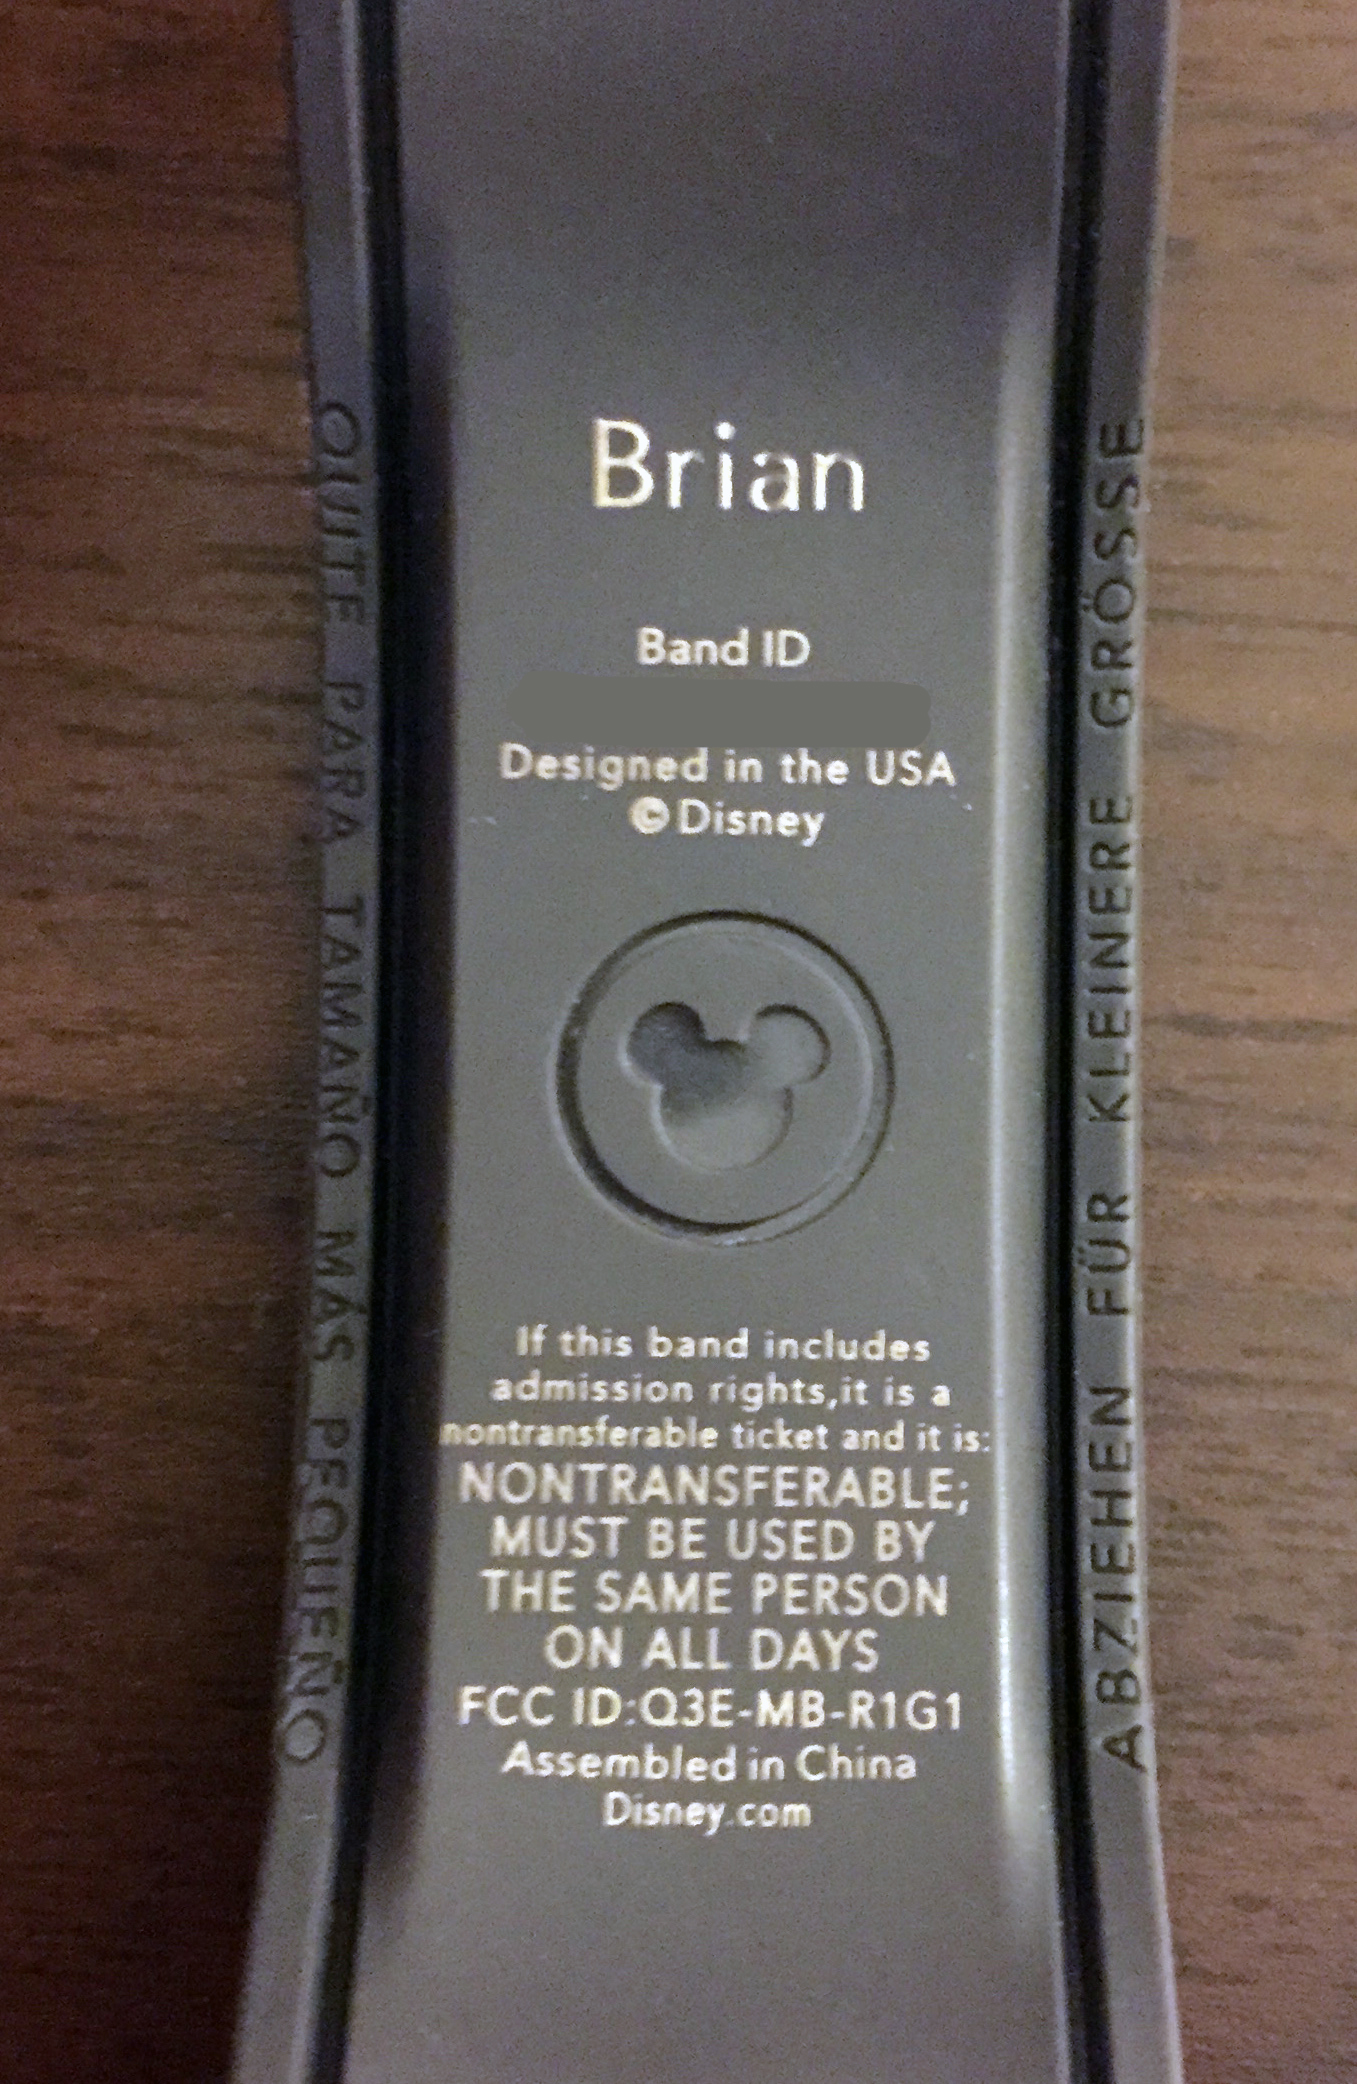 Brian
Band ID
Designed in the USA
©Disney
If this band includes
admission rights,it is a
nontransferable ticket and it is:
NONTRANSFERABLE;
MUST BE USED BY
THE SAME PERSON
ON ALL DAYS
FCC ID:Q3E-MB-R1G1
Assembled in China
Disney.com
QUITE PARA TAMAÑO MÁS PEQUEÑO
ABZIEHEN FÜR KLEINERE GRÖSSE